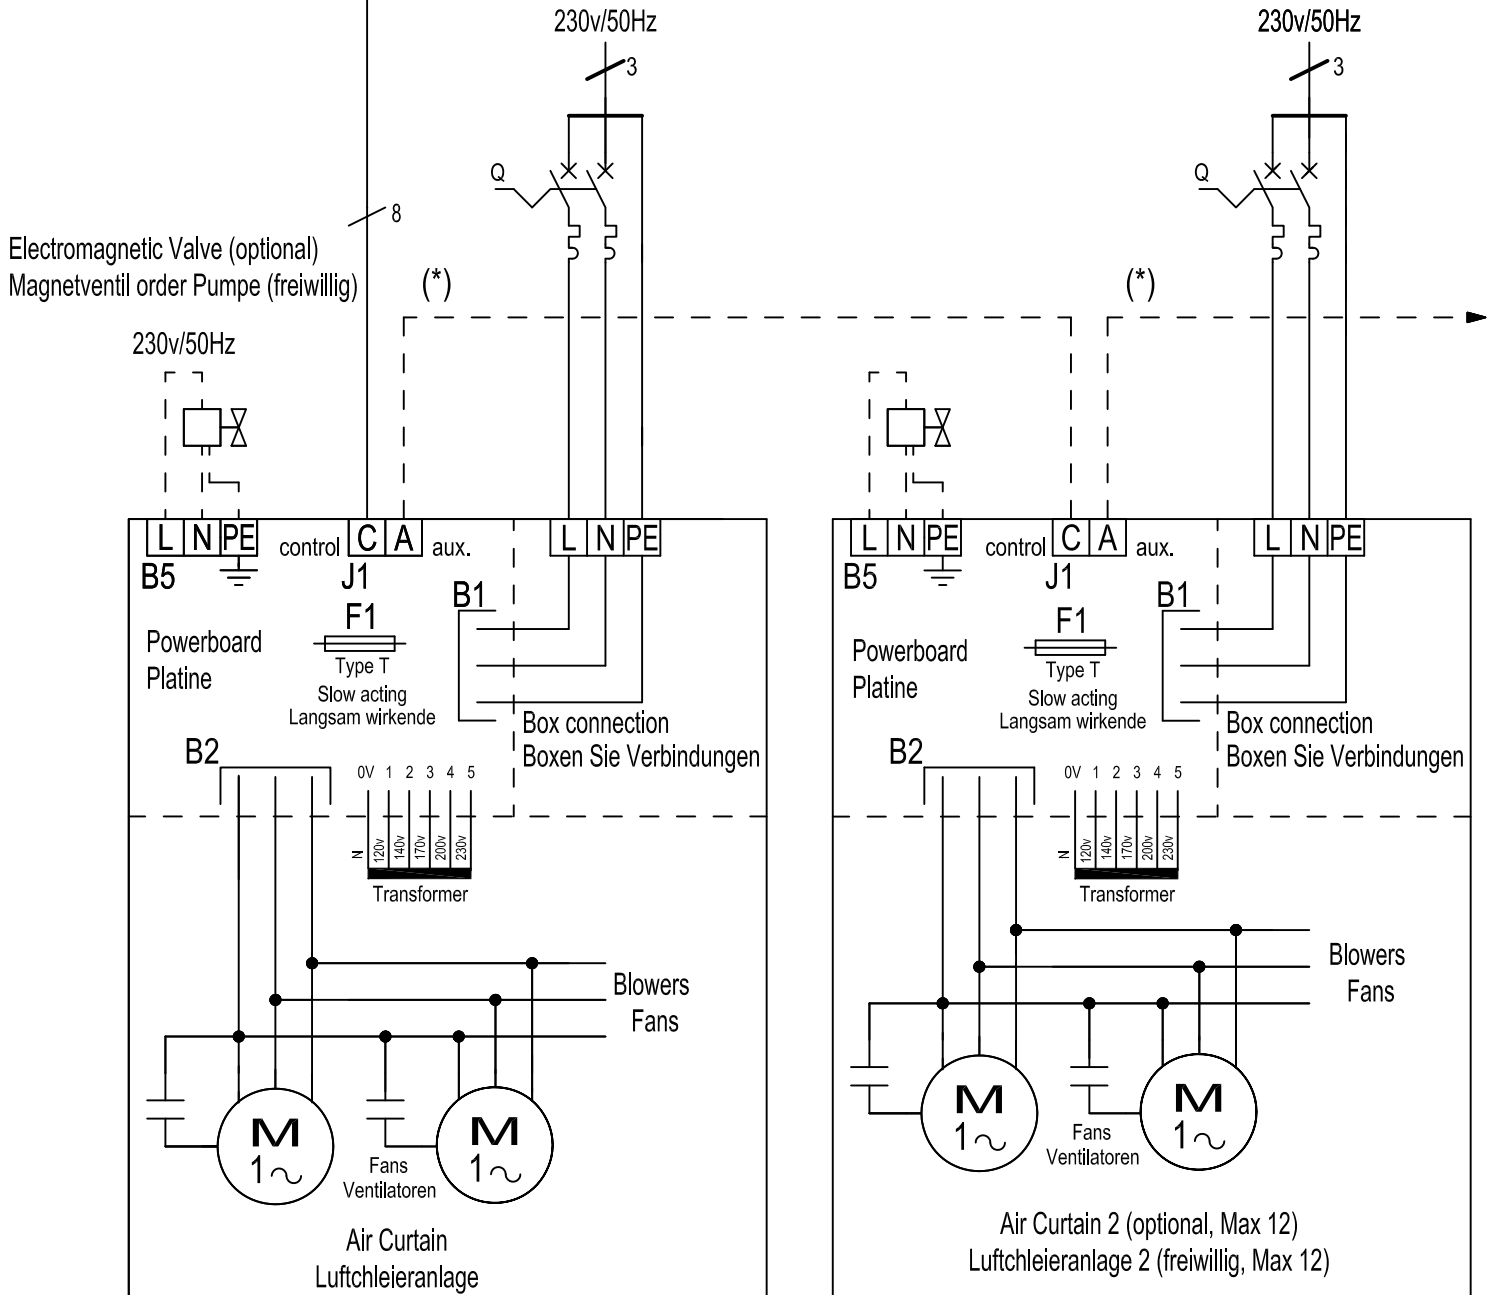 230v/50Hz
3
Q
8
Electromagnetic Valve (optional)
Magnetventil order Pumpe (freiwillig)
(*)
230v/50Hz
L N PE
control C A aux.
L N PE
B5
J1
B1
F1
Type T
Slow acting
Langsam wirkende
Powerboard
Platine
Box connection
Boxen Sie Verbindungen
B2
0V 1 2 3 4 5
N 120v 140v 170v 200v 230v
Transformer
Blowers
Fans
M
1~
Fans
Ventilatoren
M
1~
Air Curtain
Luftchleieranlage
230v/50Hz
3
Q
(*)
L N PE
control C A aux.
L N PE
B5
J1
B1
F1
Type T
Slow acting
Langsam wirkende
Powerboard
Platine
Box connection
Boxen Sie Verbindungen
B2
0V 1 2 3 4 5
N 120v 140v 170v 200v 230v
Transformer
Blowers
Fans
M
1~
Fans
Ventilatoren
M
1~
Air Curtain 2 (optional, Max 12)
Luftchleieranlage 2 (freiwillig, Max 12)